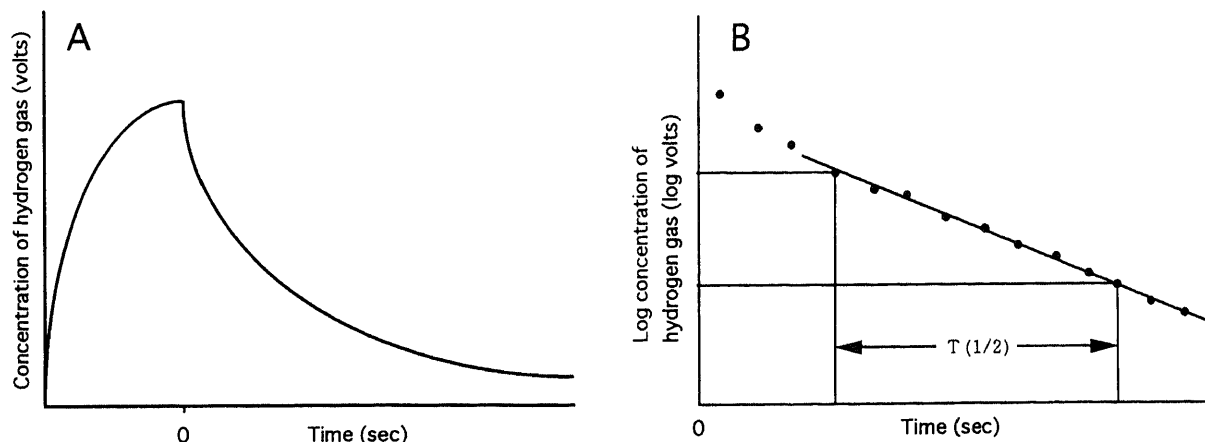 A
Concentration of hydrogen gas (volts)
0
Time (sec)
B
Log concentration of
hydrogen gas (log volts)
T (1/2)
0
Time (sec)